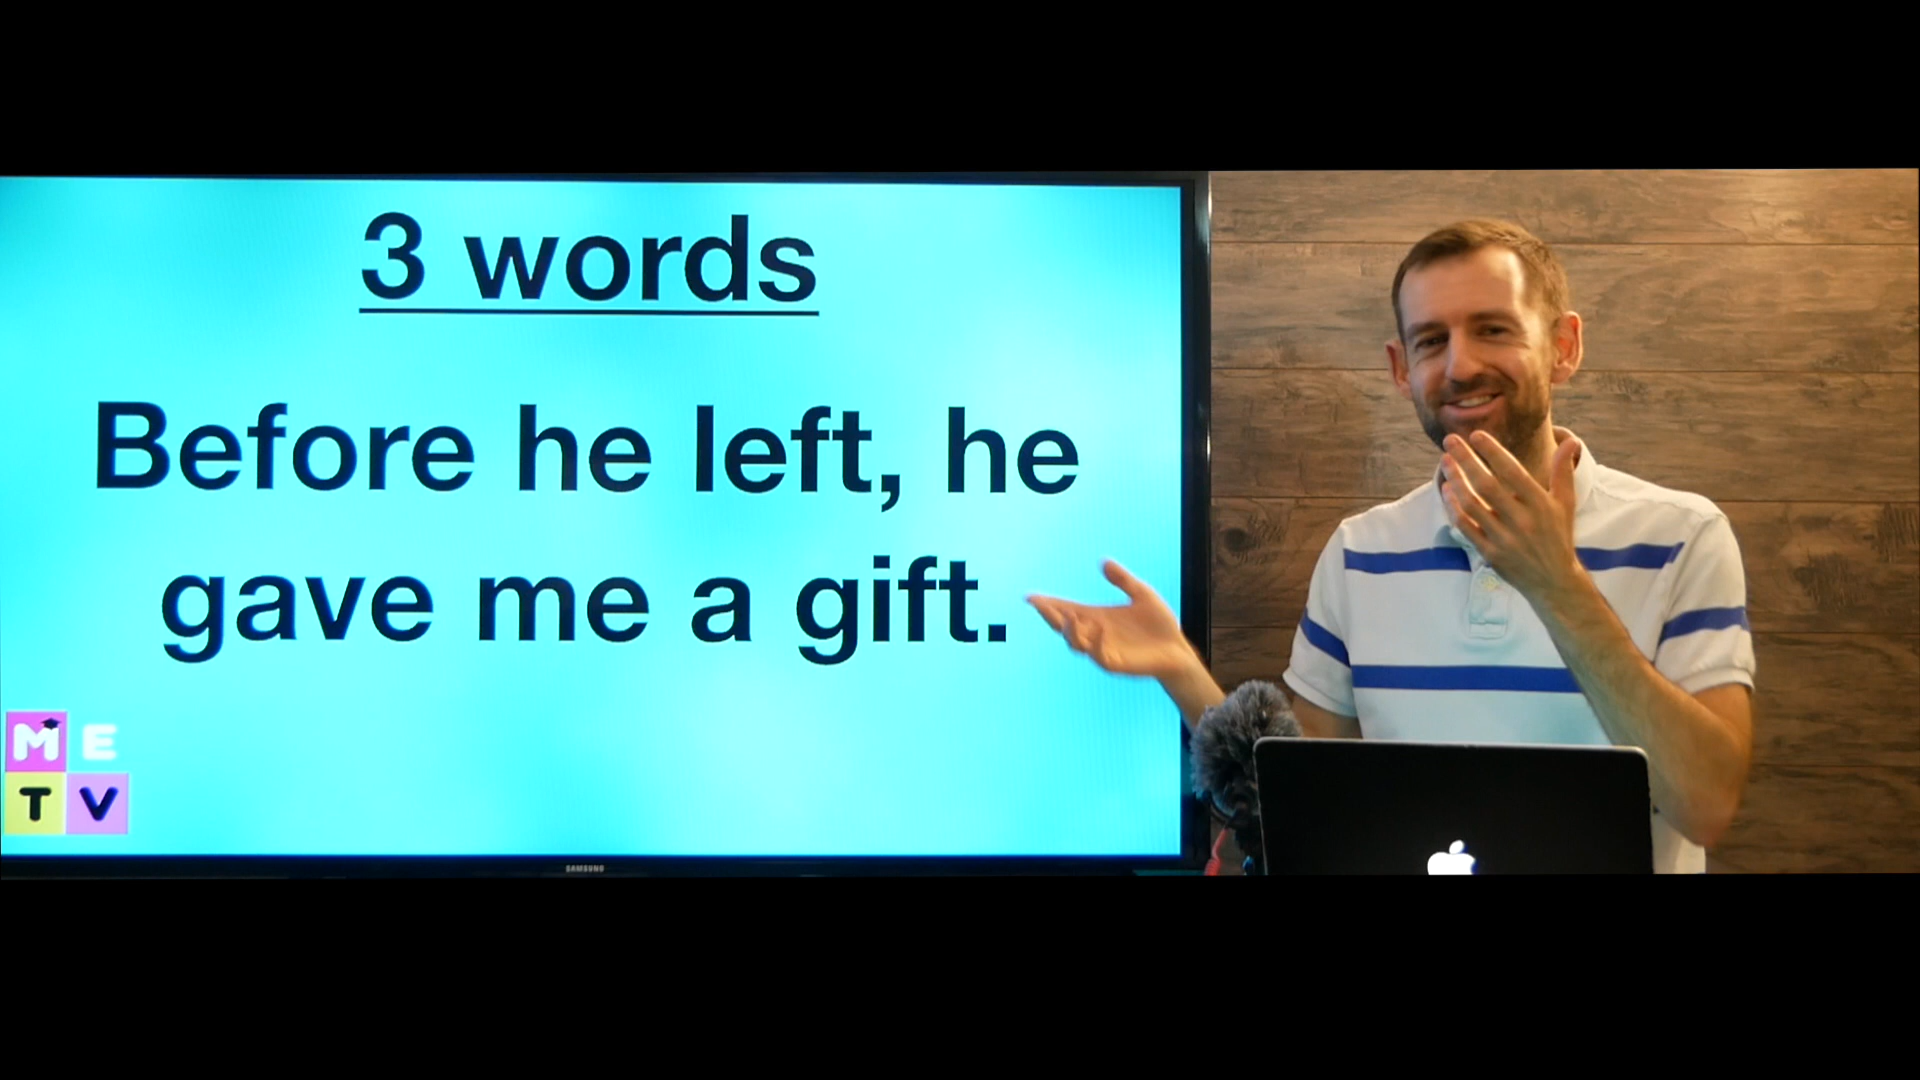 3 words
Before he left, he
gave me a gift.
M E
T V
SAMSUNG